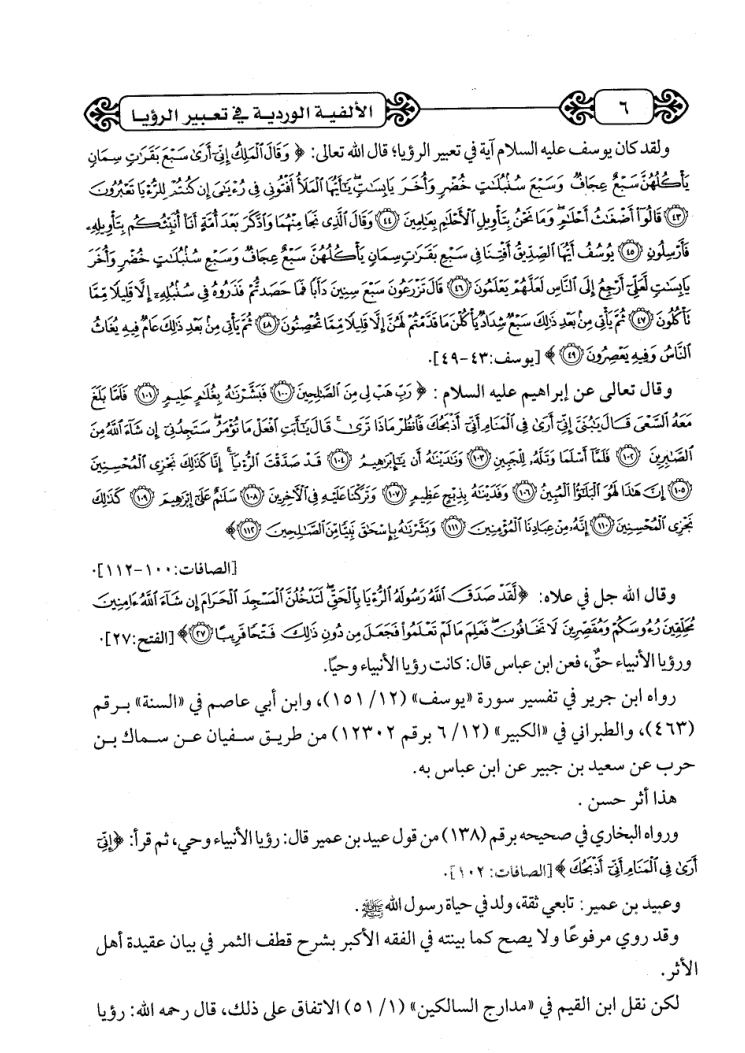 ٦
الألفية الوردية في تعبير الرؤيا
ولقد كان يوسف عليه السلام آية في تعبير الرؤيا؛ قال الله تعالى: ﴿ وَقَالَ ٱلْمَلِكُ إِنِّىٓ أَرَىٰ سَبْعَ بَقَرَٰتٍ سِمَانٍ
يَأْكُلُهُنَّ سَبْعٌ عِجَافٌ وَسَبْعَ سُنۢبُلَٰتٍ خُضْرٍ وَأُخَرَ يَابِسَٰتٍ يَٰٓأَيُّهَا ٱلْمَلَأُ أَفْتُونِى فِى رُءْيَٰىَ إِن كُنتُمْ لِلرُّءْيَا تَعْبُرُونَ
﴿٤٣﴾ قَالُوٓا۟ أَضْغَٰثُ أَحْلَٰمٍ وَمَا نَحْنُ بِتَأْوِيلِ ٱلْأَحْلَٰمِ بِعَٰلِمِينَ ﴿٤٤﴾ وَقَالَ ٱلَّذِى نَجَا مِنْهُمَا وَٱدَّكَرَ بَعْدَ أُمَّةٍ أَنَا۠ أُنَبِّئُكُم بِتَأْوِيلِهِۦ
فَأَرْسِلُونِ ﴿٤٥﴾ يُوسُفُ أَيُّهَا ٱلصِّدِّيقُ أَفْتِنَا فِى سَبْعِ بَقَرَٰتٍ سِمَانٍ يَأْكُلُهُنَّ سَبْعٌ عِجَافٌ وَسَبْعِ سُنۢبُلَٰتٍ خُضْرٍ وَأُخَرَ
يَابِسَٰتٍ لَّعَلِّىٓ أَرْجِعُ إِلَى ٱلنَّاسِ لَعَلَّهُمْ يَعْلَمُونَ ﴿٤٦﴾ قَالَ تَزْرَعُونَ سَبْعَ سِنِينَ دَأَبًا فَمَا حَصَدتُّمْ فَذَرُوهُ فِى سُنۢبُلِهِۦٓ إِلَّا قَلِيلًا مِّمَّا
تَأْكُلُونَ ﴿٤٧﴾ ثُمَّ يَأْتِى مِنۢ بَعْدِ ذَٰلِكَ سَبْعٌ شِدَادٌ يَأْكُلْنَ مَا قَدَّمْتُمْ لَهُنَّ إِلَّا قَلِيلًا مِّمَّا تُحْصِنُونَ ﴿٤٨﴾ ثُمَّ يَأْتِى مِنۢ بَعْدِ ذَٰلِكَ عَامٌ فِيهِ يُغَاثُ
ٱلنَّاسُ وَفِيهِ يَعْصِرُونَ ﴿٤٩﴾ ﴾ [يوسف: ٤٣-٤٩].
وقال تعالى عن إبراهيم عليه السلام : ﴿ رَبِّ هَبْ لِى مِنَ ٱلصَّٰلِحِينَ ﴿١٠٠﴾ فَبَشَّرْنَٰهُ بِغُلَٰمٍ حَلِيمٍ ﴿١٠١﴾ فَلَمَّا بَلَغَ
مَعَهُ ٱلسَّعْىَ قَالَ يَٰبُنَىَّ إِنِّىٓ أَرَىٰ فِى ٱلْمَنَامِ أَنِّىٓ أَذْبَحُكَ فَٱنظُرْ مَاذَا تَرَىٰ قَالَ يَٰٓأَبَتِ ٱفْعَلْ مَا تُؤْمَرُ سَتَجِدُنِىٓ إِن شَآءَ ٱللَّهُ مِنَ
ٱلصَّٰبِرِينَ ﴿١٠٢﴾ فَلَمَّآ أَسْلَمَا وَتَلَّهُۥ لِلْجَبِينِ ﴿١٠٣﴾ وَنَٰدَيْنَٰهُ أَن يَٰٓإِبْرَٰهِيمُ ﴿١٠٤﴾ قَدْ صَدَّقْتَ ٱلرُّءْيَآ إِنَّا كَذَٰلِكَ نَجْزِى ٱلْمُحْسِنِينَ
﴿١٠٥﴾ إِنَّ هَٰذَا لَهُوَ ٱلْبَلَٰٓؤُا۟ ٱلْمُبِينُ ﴿١٠٦﴾ وَفَدَيْنَٰهُ بِذِبْحٍ عَظِيمٍ ﴿١٠٧﴾ وَتَرَكْنَا عَلَيْهِ فِى ٱلْءَاخِرِينَ ﴿١٠٨﴾ سَلَٰمٌ عَلَىٰٓ إِبْرَٰهِيمَ ﴿١٠٩﴾ كَذَٰلِكَ
نَجْزِى ٱلْمُحْسِنِينَ ﴿١١٠﴾ إِنَّهُۥ مِنْ عِبَادِنَا ٱلْمُؤْمِنِينَ ﴿١١١﴾ وَبَشَّرْنَٰهُ بِإِسْحَٰقَ نَبِيًّا مِّنَ ٱلصَّٰلِحِينَ ﴿١١٢﴾ ﴾
[الصافات: ١٠٠-١١٢].
وقال الله جل في علاه: ﴿ لَّقَدْ صَدَقَ ٱللَّهُ رَسُولَهُ ٱلرُّءْيَا بِٱلْحَقِّ لَتَدْخُلُنَّ ٱلْمَسْجِدَ ٱلْحَرَامَ إِن شَآءَ ٱللَّهُ ءَامِنِينَ
مُحَلِّقِينَ رُءُوسَكُمْ وَمُقَصِّرِينَ لَا تَخَافُونَ فَعَلِمَ مَا لَمْ تَعْلَمُوا۟ فَجَعَلَ مِن دُونِ ذَٰلِكَ فَتْحًا قَرِيبًا ﴿٢٧﴾ ﴾ [الفتح: ٢٧].
ورؤيا الأنبياء حقٌ، فعن ابن عباس قال: كانت رؤيا الأنبياء وحيًا.
رواه ابن جرير في تفسير سورة «يوسف» (١٢/ ١٥١)، وابن أبي عاصم في «السنة» برقم
(٤٦٣)، والطبراني في «الكبير» (١٢/ ٦ برقم ١٢٣٠٢) من طريق سفيان عن سماك بن
حرب عن سعيد بن جبير عن ابن عباس به.
هذا أثر حسن .
ورواه البخاري في صحيحه برقم (١٣٨) من قول عبيد بن عمير قال: رؤيا الأنبياء وحي، ثم قرأ: ﴿ إِنِّىٓ
أَرَىٰ فِى ٱلْمَنَامِ أَنِّىٓ أَذْبَحُكَ ﴾ [الصافات: ١٠٢].
وعبيد بن عمير: تابعي ثقة، ولد في حياة رسول الله ﷺ.
وقد روي مرفوعًا ولا يصح كما بينته في الفقه الأكبر بشرح قطف الثمر في بيان عقيدة أهل
الأثر.
لكن نقل ابن القيم في «مدارج السالكين» (١/ ٥١) الاتفاق على ذلك، قال رحمه الله: رؤيا